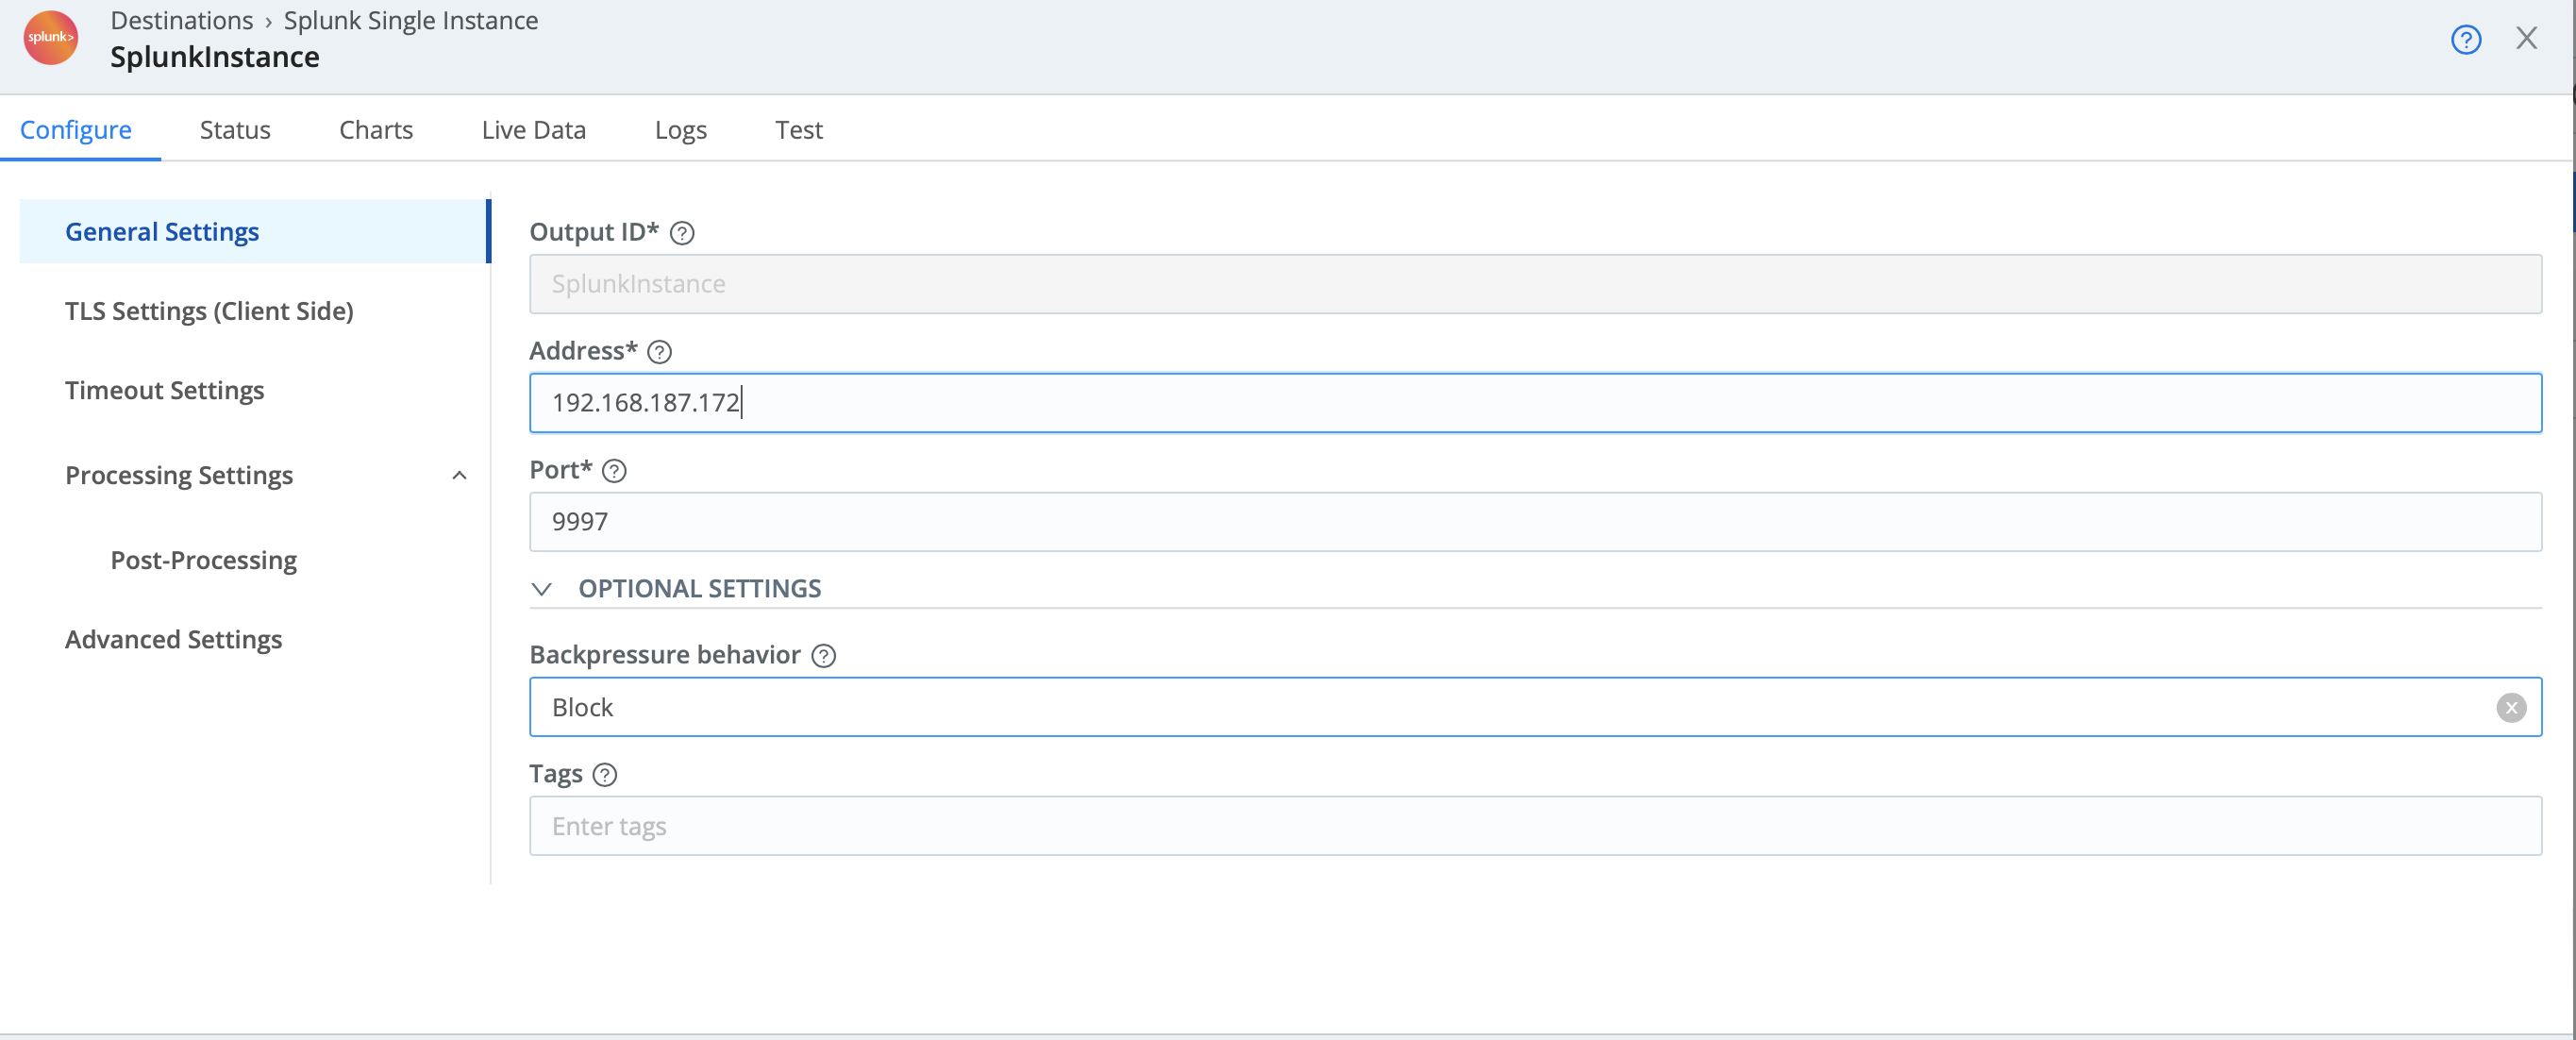 splunk>
Destinations › Splunk Single Instance
SplunkInstance
Configure Status Charts Live Data Logs Test
General Settings
TLS Settings (Client Side)
Timeout Settings
Processing Settings
Post-Processing
Advanced Settings
Output ID*
SplunkInstance
Address*
192.168.187.172
Port*
9997
OPTIONAL SETTINGS
Backpressure behavior
Block
Tags
Enter tags